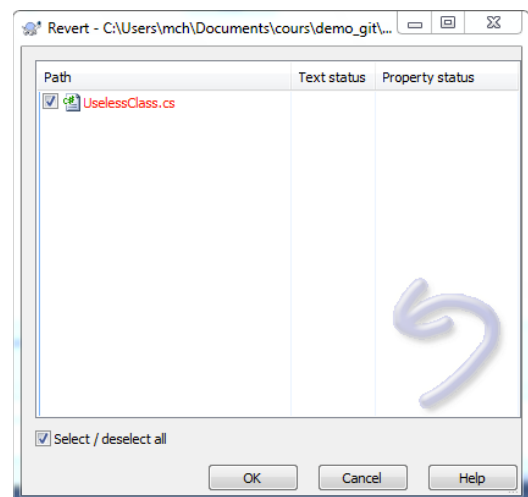 Revert - C:\Users\mch\Documents\cours\demo_git\...
Path Text status Property status
UselessClass.cs
Select / deselect all
OK Cancel Help